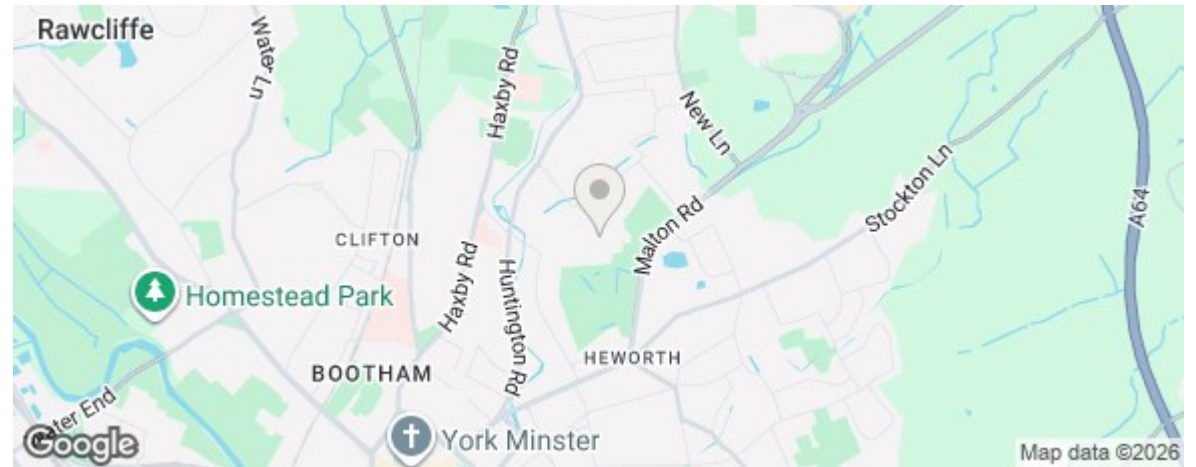 Rawcliffe
Water Ln
Haxby Rd
New Ln
Stockton Ln
A64
Malton Rd
CLIFTON
Haxby Rd
Huntington Rd
Homestead Park
HEWORTH
BOOTHAM
Water End
York Minster
Google
Map data ©2026